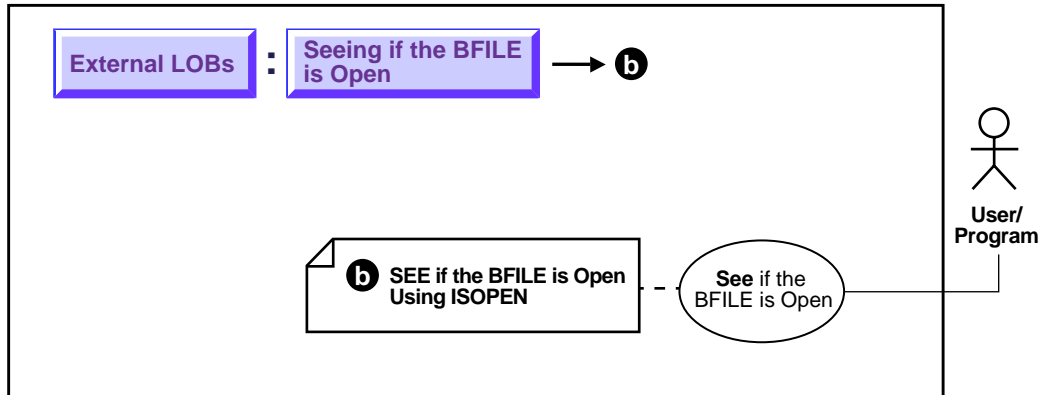 External LOBs : Seeing if the BFILE
is Open
b
User/
Program
b SEE if the BFILE is Open
Using ISOPEN
See if the
BFILE is Open